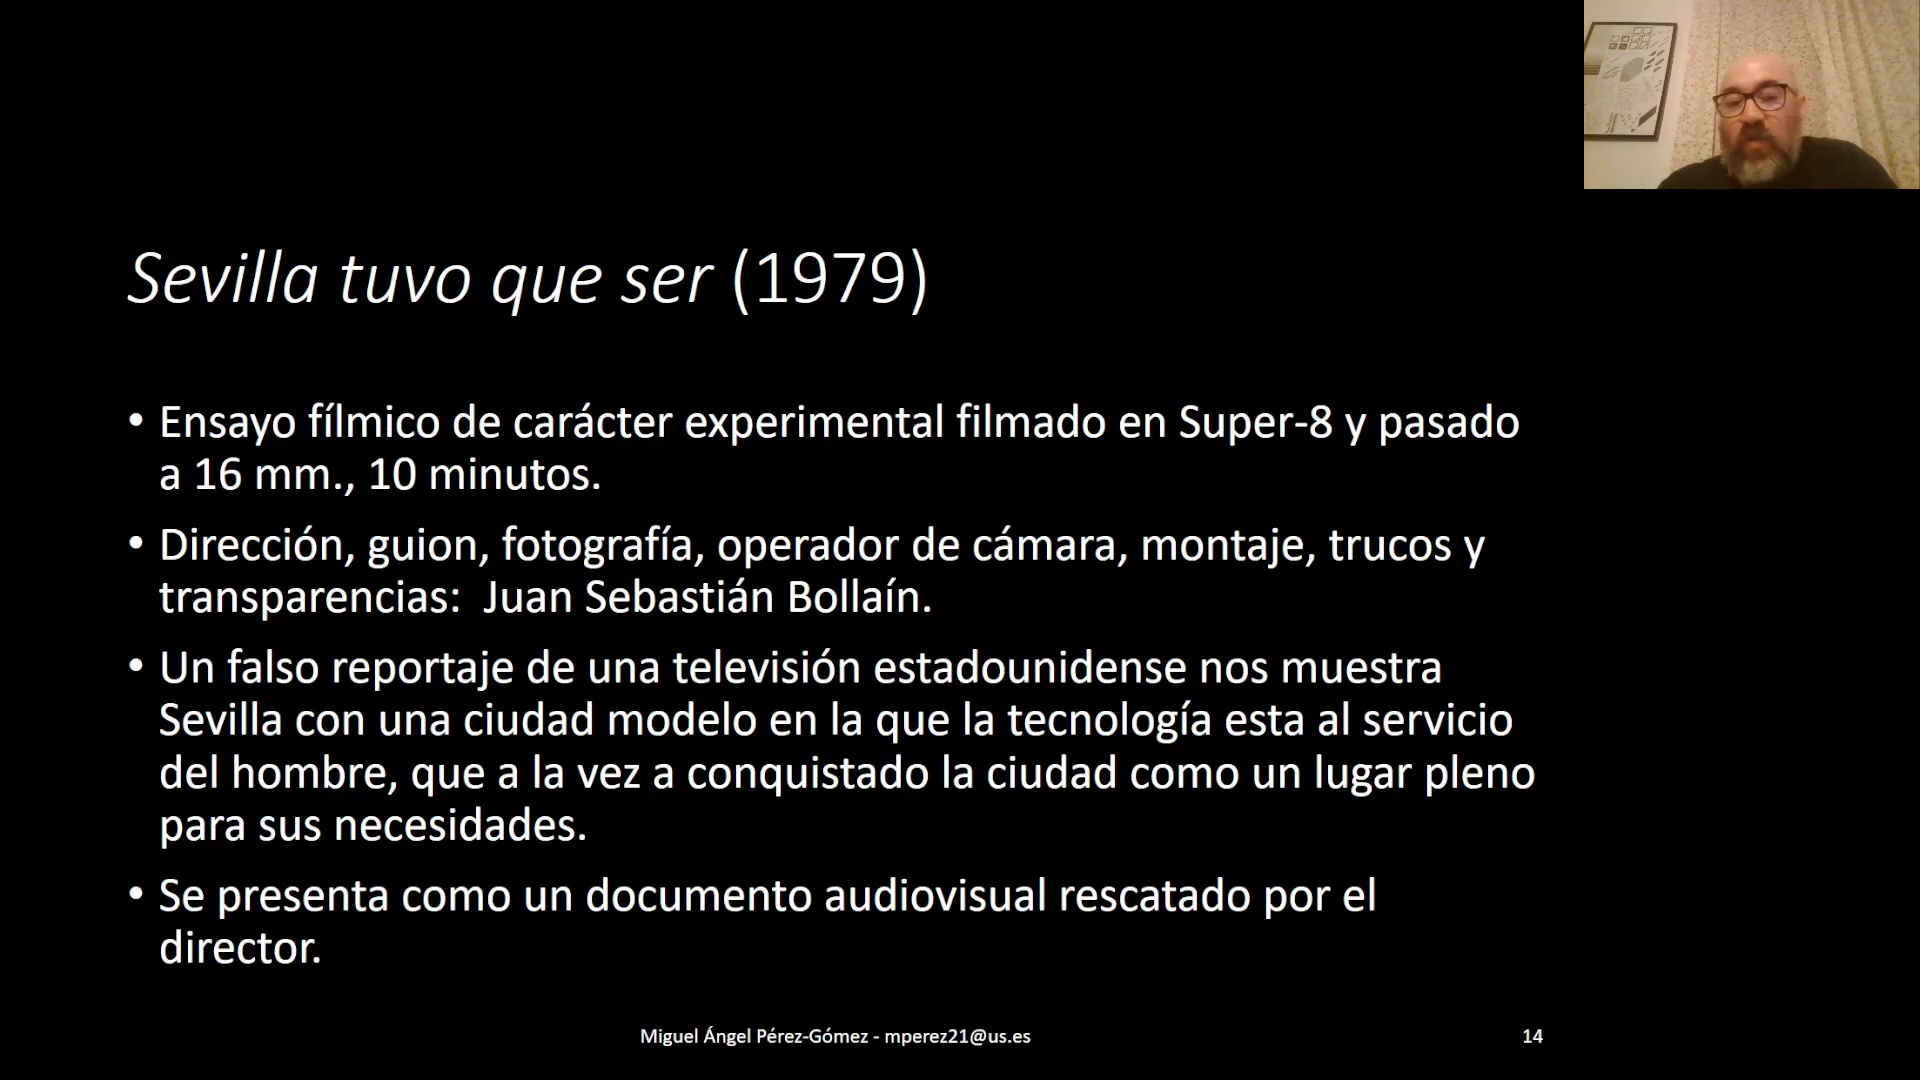 Sevilla tuvo que ser (1979)
• Ensayo fílmico de carácter experimental filmado en Super-8 y pasado
a 16 mm., 10 minutos.
• Dirección, guion, fotografía, operador de cámara, montaje, trucos y
transparencias:  Juan Sebastián Bollaín.
• Un falso reportaje de una televisión estadounidense nos muestra
Sevilla con una ciudad modelo en la que la tecnología esta al servicio
del hombre, que a la vez a conquistado la ciudad como un lugar pleno
para sus necesidades.
• Se presenta como un documento audiovisual rescatado por el
director.
Miguel Ángel Pérez-Gómez - mperez21@us.es
14